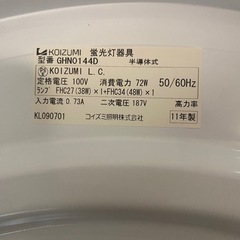 KOIZUMI 蛍光灯器具
型番 GHN0144D 半導体式
KOIZUMI L.C.
定格電圧 100V 消費電力 72W 50/60Hz
ランプ FHC27(38W)×1+FHC34(48W)×1
入力電流 0.73A 二次電圧 187V 高力率
KL090701 コイズミ照明株式会社 11年製